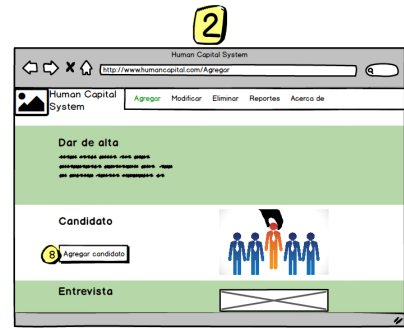 2
Human Capital System
http://www.humancapital.com/Agregar
Human Capital
System
Agregar Modificar Eliminar Reportes Acerca de
Dar de alta
Candidato
8 Agregar candidato
Entrevista